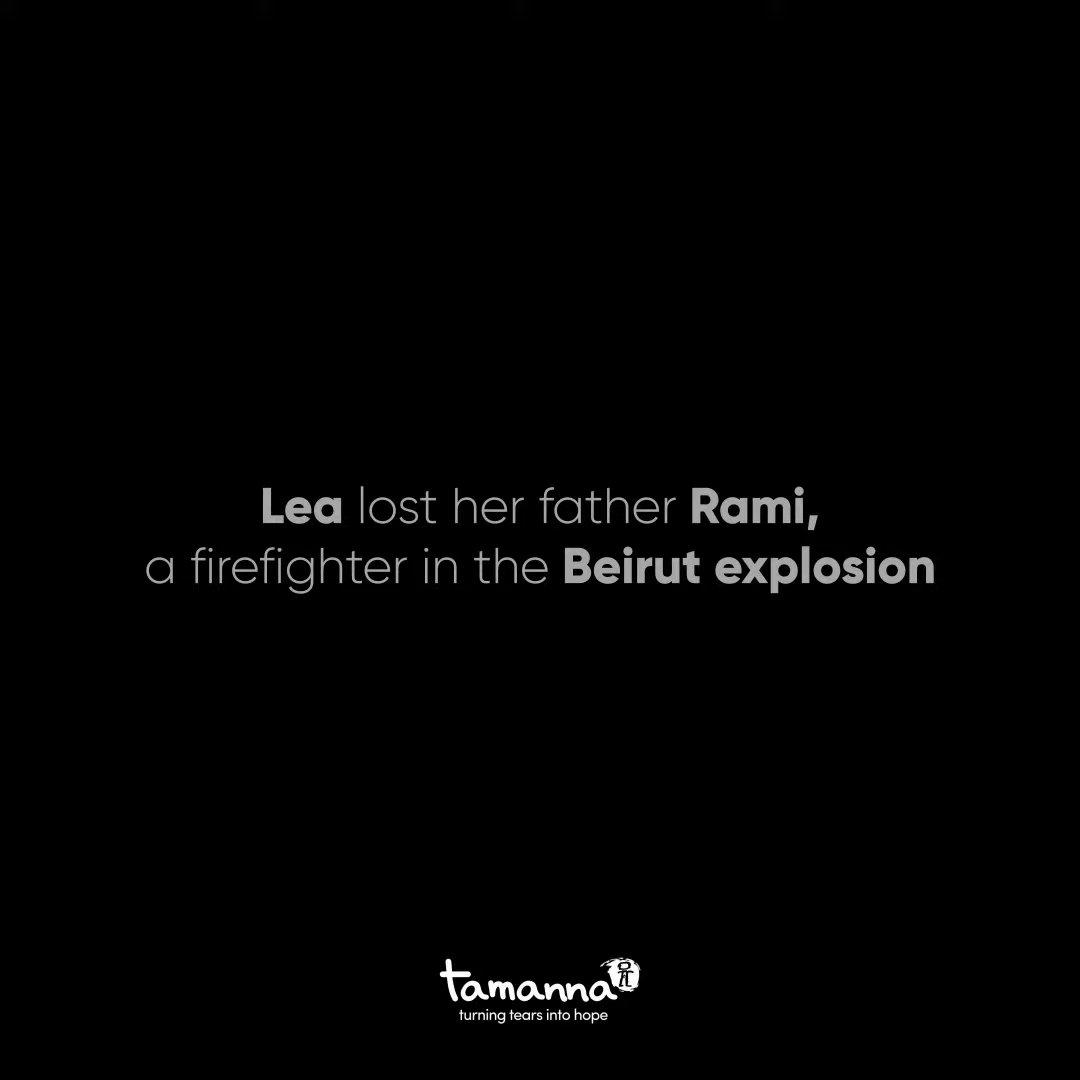 Lea lost her father Rami,
a firefighter in the Beirut explosion
tamanna
turning tears into hope